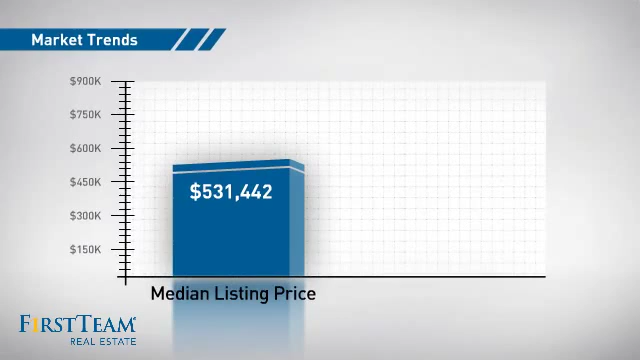 Market Trends
$900K
$750K
$600K
$450K
$300K
$150K
$531,442
Median Listing Price
FIRSTTEAM®
REAL ESTATE